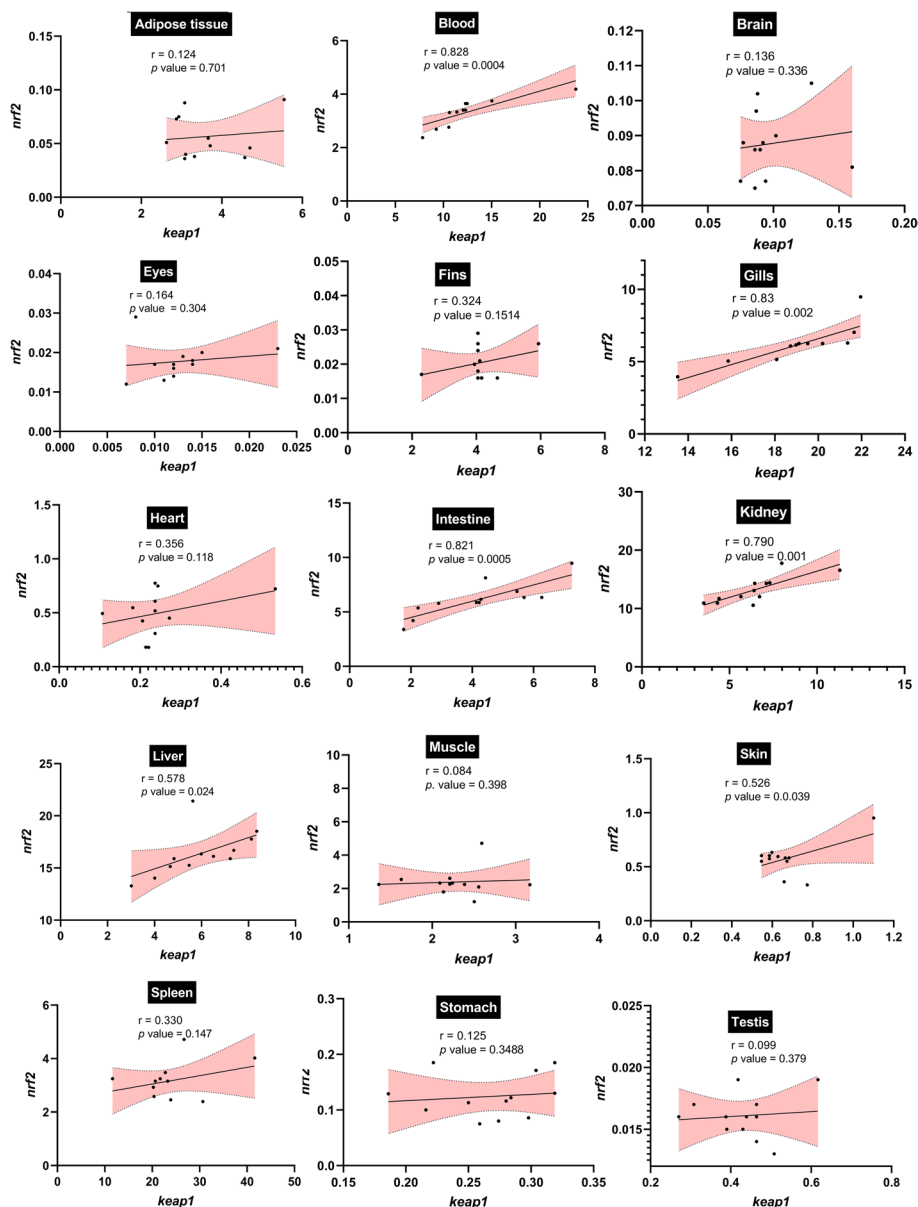 Adipose tissue
r = 0.124
p value = 0.701
nrf2
0.15
0.10
0.05
0.00
0
2
4
6
keap1
Blood
r = 0.828
p value = 0.0004
nrf2
6
4
2
0
0
5
10
15
20
25
keap1
Brain
r = 0.136
p value = 0.336
nrf2
0.12
0.11
0.10
0.09
0.08
0.07
0.00
0.05
0.10
0.15
0.20
keap1
Eyes
r = 0.164
p value = 0.304
nrf2
0.04
0.03
0.02
0.01
0.00
0.000
0.005
0.010
0.015
0.020
0.025
keap1
Fins
r = 0.324
p value = 0.1514
nrf2
0.05
0.04
0.03
0.02
0.01
0.00
0
2
4
6
8
keap1
Gills
r = 0.83
p value = 0.002
nrf2
10
5
0
12
14
16
18
20
22
24
keap1
Heart
r = 0.356
p value = 0.118
nrf2
1.5
1.0
0.5
0.0
0.0
0.2
0.4
0.6
keap1
Intestine
r = 0.821
p value = 0.0005
nrf2
15
10
5
0
0
2
4
6
8
keap1
Kidney
r = 0.790
p value = 0.001
nrf2
30
20
10
0
0
5
10
15
keap1
Liver
r = 0.578
p value = 0.024
nrf2
25
20
15
10
0
2
4
6
8
10
keap1
Muscle
r = 0.084
p. value = 0.398
nrf2
10
8
6
4
2
0
1
2
3
4
keap1
Skin
r = 0.526
p value = 0.0.039
nrf2
1.5
1.0
0.5
0.0
0.0
0.2
0.4
0.6
0.8
1.0
1.2
keap1
Spleen
r = 0.330
p value = 0.147
nrf2
6
4
2
0
0
10
20
30
40
50
keap1
Stomach
r = 0.125
p value = 0.3488
nrf2
0.3
0.2
0.1
0.0
0.15
0.20
0.25
0.30
0.35
keap1
Testis
r = 0.099
p value = 0.379
nrf2
0.025
0.020
0.015
0.010
0.2
0.4
0.6
0.8
keap1